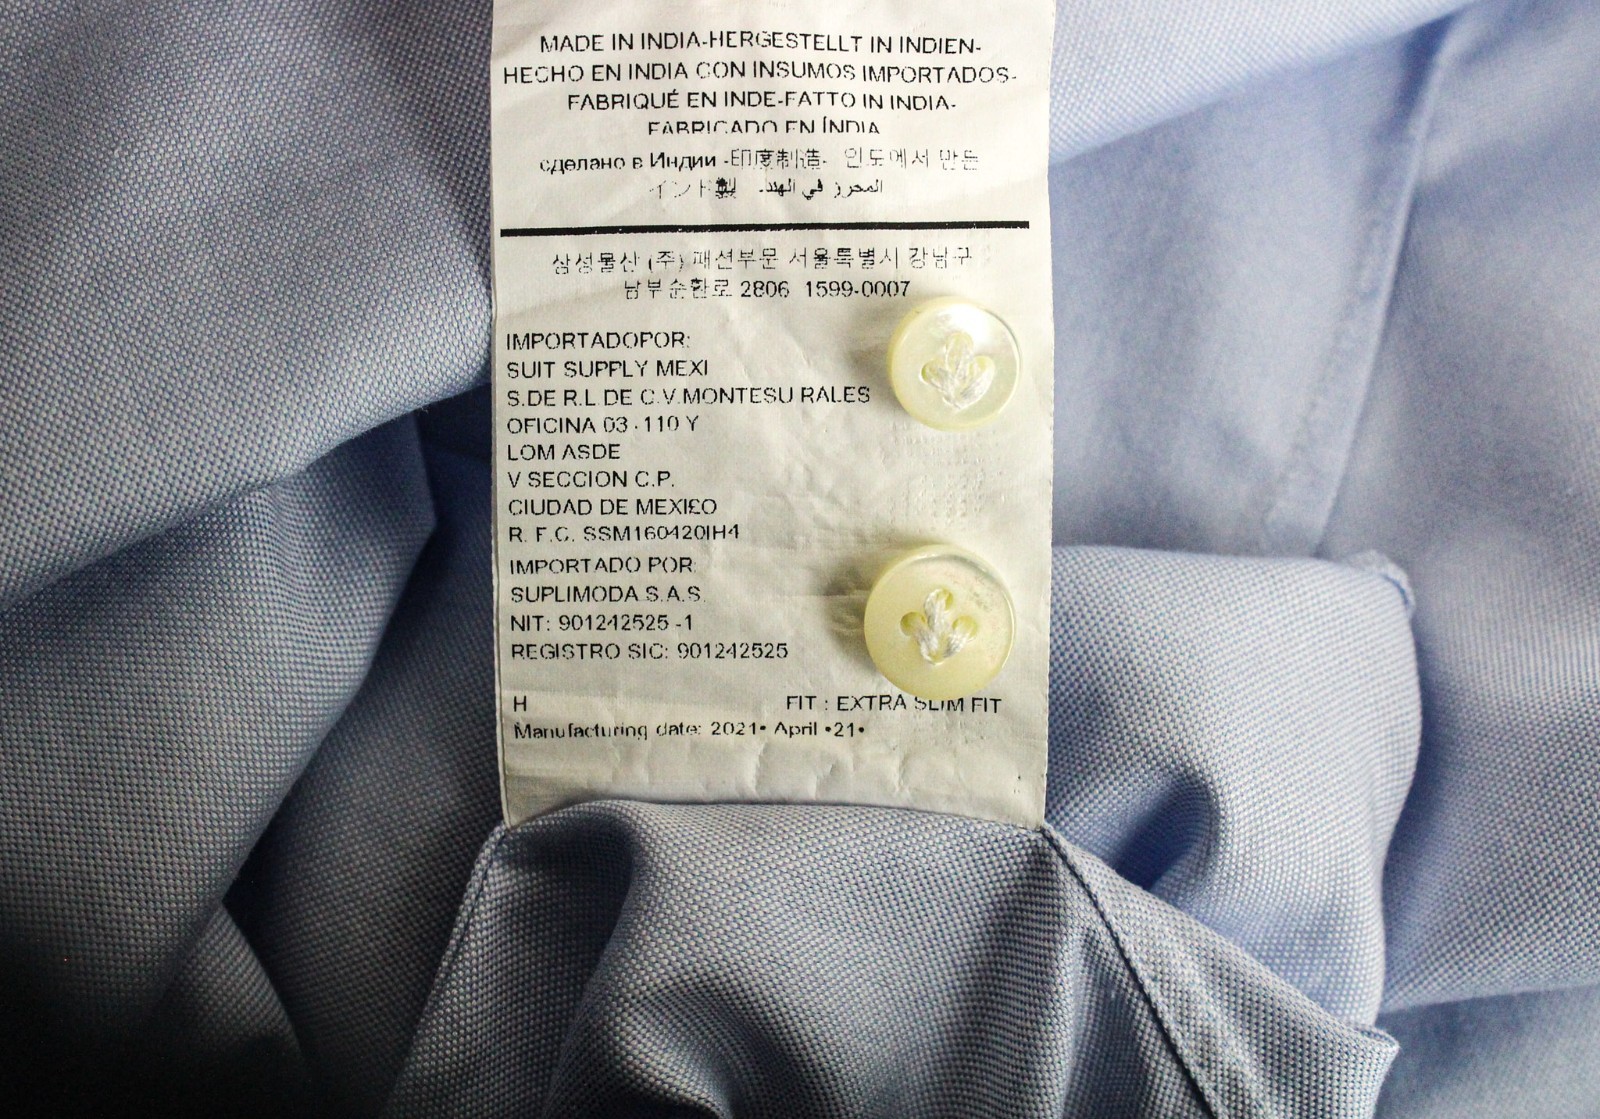 MADE IN INDIA-HERGESTELLT IN INDIEN-
HECHO EN INDIA CON INSUMOS IMPORTADOS-
FABRIQUÉ EN INDE-FATTO IN INDIA-
FABRICADO EN ÍNDIA
сделано в Индии -印度制造- 인도에서 만든
インド製 المحرز في الهند.
삼성물산 (주) 패션부문 서울특별시 강남구
남부순환로 2806 1599-0007
IMPORTADOPOR:
SUIT SUPPLY MEXI
S.DE R.L.DE C.V.MONTESU RALES
OFICINA 03 - 110 Y
LOM ASDE
V SECCION C.P.
CIUDAD DE MEXICO
R. F.C. SSM160420IH4
IMPORTADO POR:
SUPLIMODA S.A.S.
NIT: 901242525 -1
REGISTRO SIC: 901242525
H FIT : EXTRA SLIM FIT
Manufacturing date: 2021• April •21•